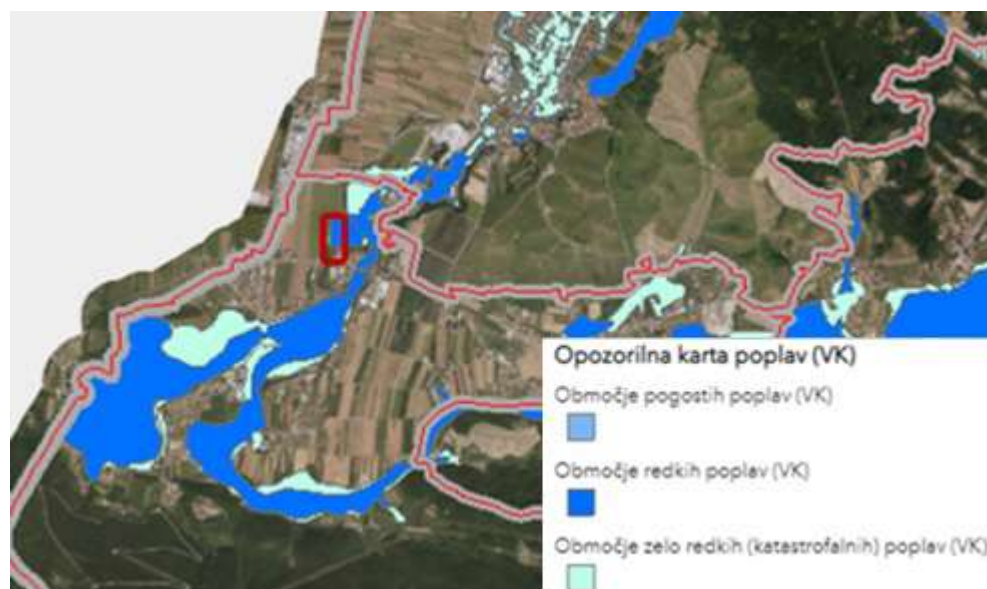 Opozorilna karta poplav (VK)
Območje pogostih poplav (VK)
Območje redkih poplav (VK)
Območje zelo redkih (katastrofalnih) poplav (VK)